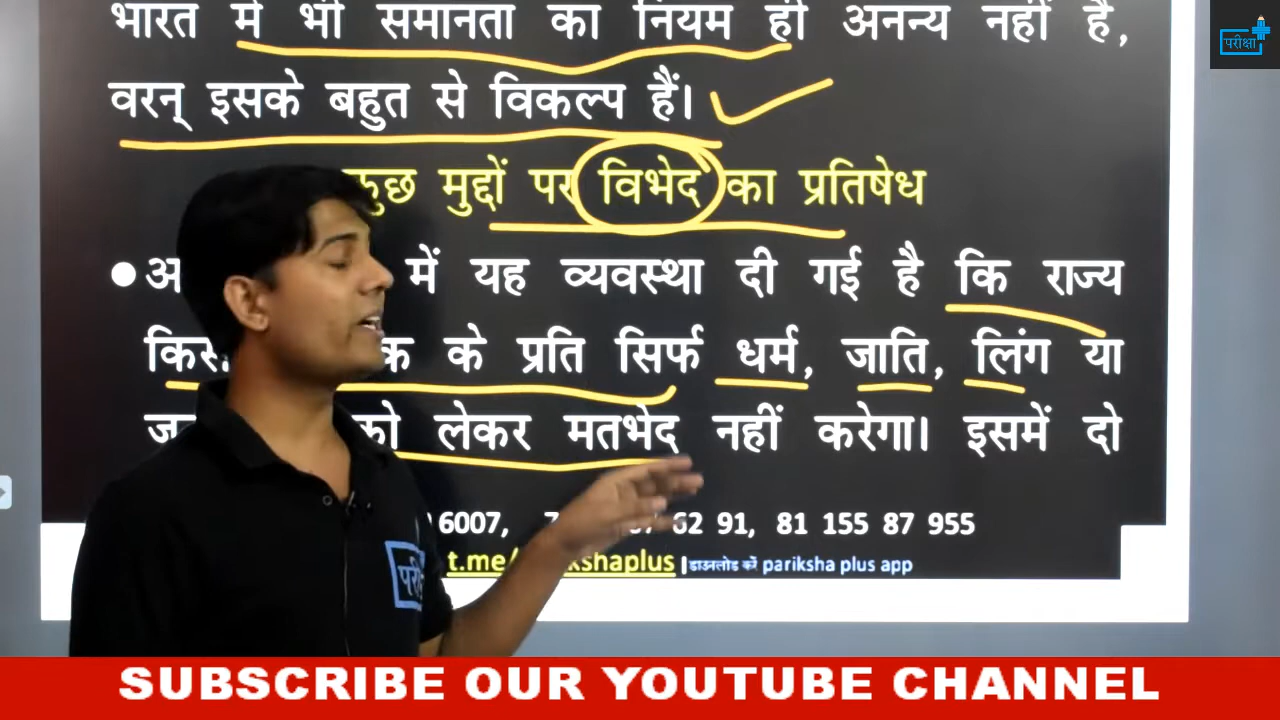 परीक्षा
भारत में भी समानता का नियम ही अनन्य नहीं है,
वरन् इसके बहुत से विकल्प हैं।
कुछ मुद्दों पर विभेद का प्रतिषेध
में यह व्यवस्था दी गई है कि राज्य
के प्रति सिर्फ धर्म, जाति, लिंग या
को लेकर मतभेद नहीं करेगा। इसमें दो
6007, 62 91, 81 155 87 955
t.me/ kshaplus |डाउनलोड करें pariksha plus app
SUBSCRIBE OUR YOUTUBE CHANNEL